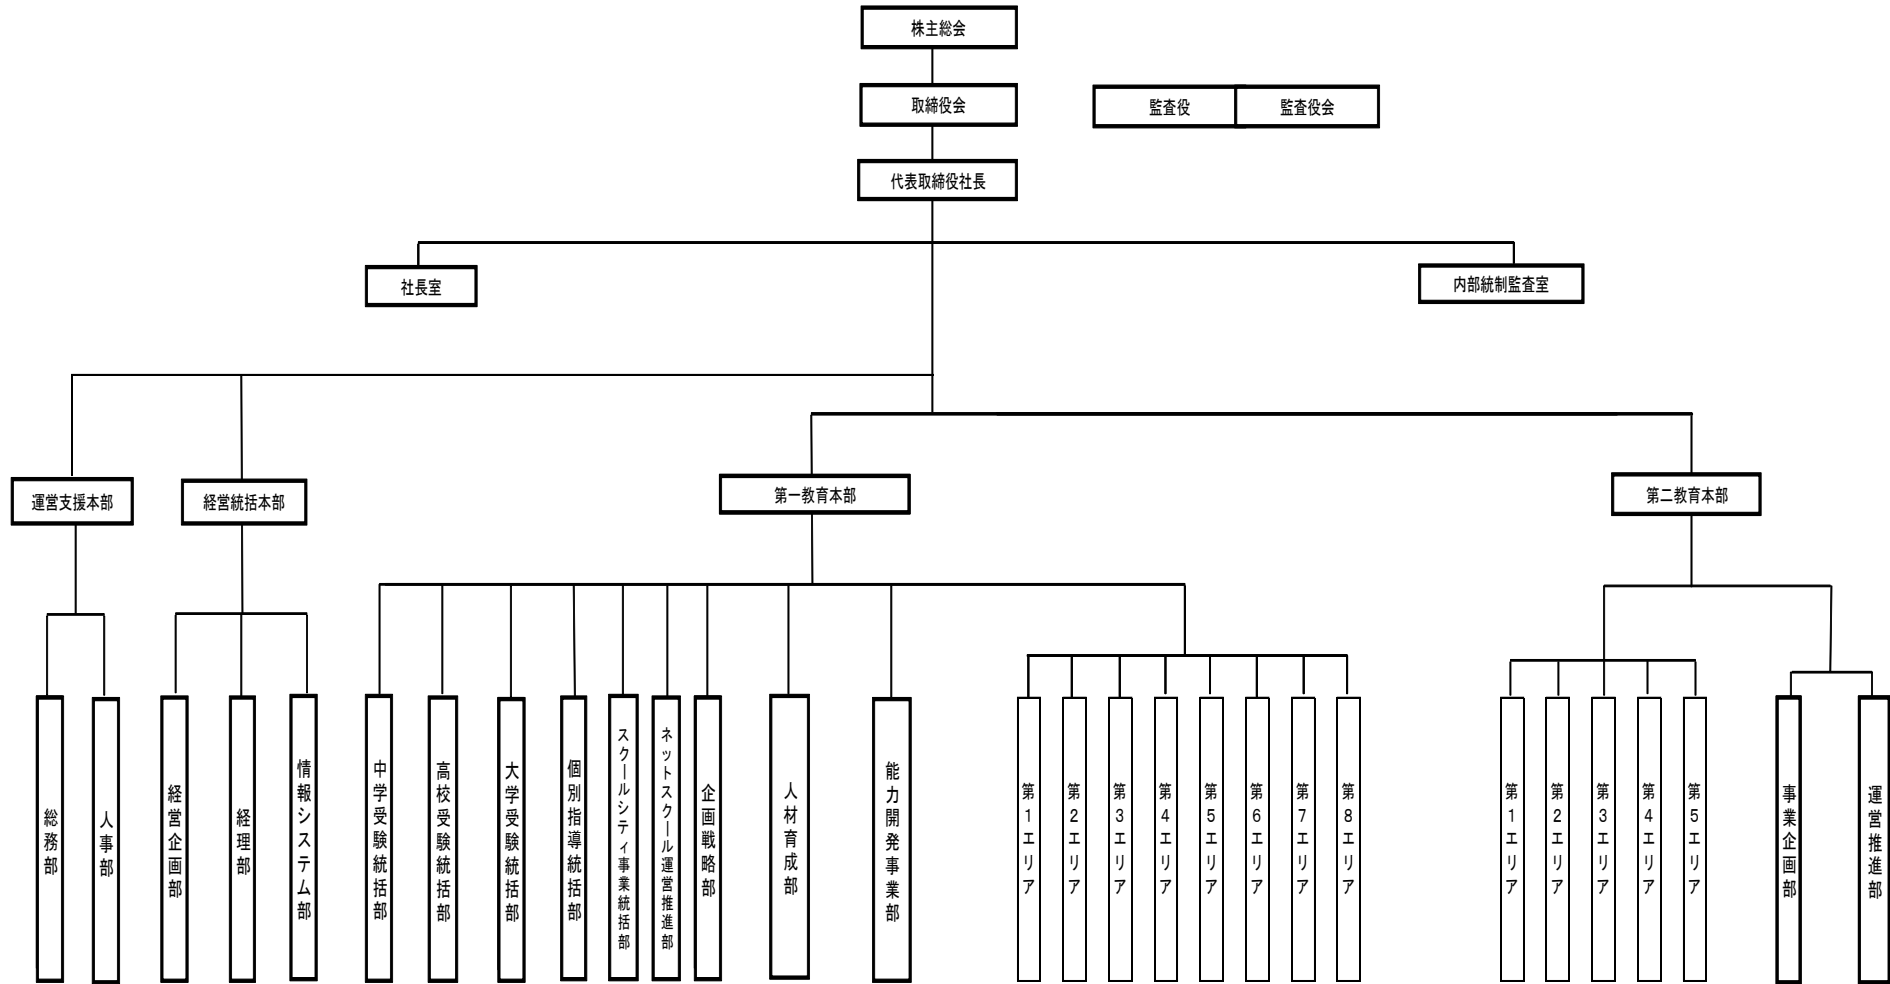 株主総会
取締役会
監査役
監査役会
代表取締役社長
社長室
内部統制監査室
運営支援本部
経営統括本部
第一教育本部
第二教育本部
総務部
人事部
経営企画部
経理部
情報システム部
中学受験統括部
高校受験統括部
大学受験統括部
個別指導統括部
スクールシティ事業統括部
ネットスクール運営推進部
企画戦略部
人材育成部
能力開発事業部
第1エリア
第2エリア
第3エリア
第4エリア
第5エリア
第6エリア
第7エリア
第8エリア
第1エリア
第2エリア
第3エリア
第4エリア
第5エリア
事業企画部
運営推進部